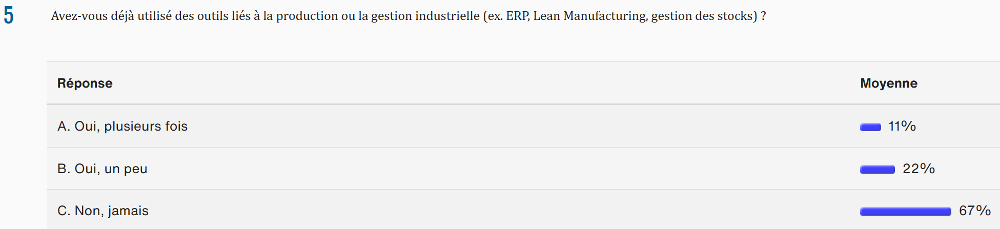 5
Avez-vous déjà utilisé des outils liés à la production ou la gestion industrielle (ex. ERP, Lean Manufacturing, gestion des stocks) ?
Réponse Moyenne
A. Oui, plusieurs fois 11%
B. Oui, un peu 22%
C. Non, jamais 67%